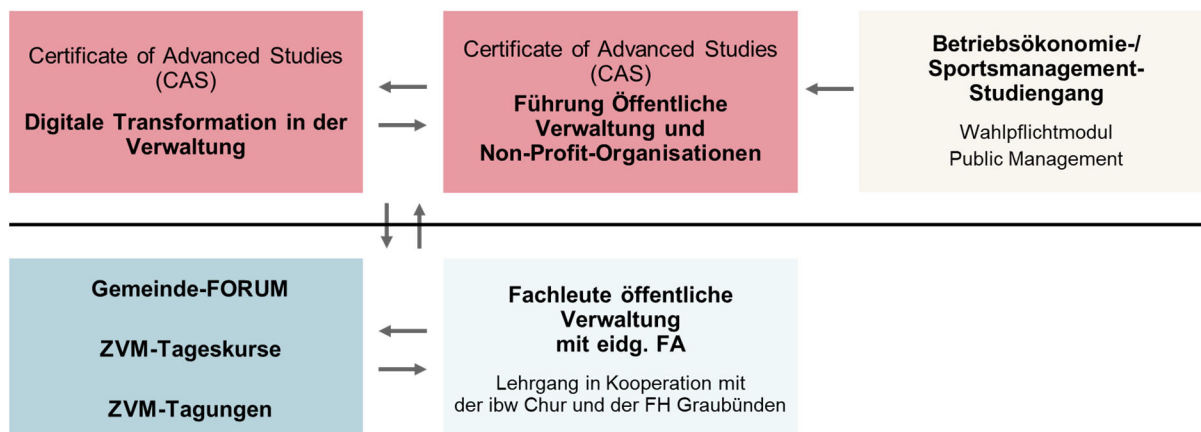 Certificate of Advanced Studies
(CAS)
Digitale Transformation in der
Verwaltung
Certificate of Advanced Studies
(CAS)
Führung Öffentliche
Verwaltung und
Non-Profit-Organisationen
Betriebsökonomie-/
Sportsmanagement-
Studiengang
Wahlpflichtmodul
Public Management
Gemeinde-FORUM
ZVM-Tageskurse
ZVM-Tagungen
Fachleute öffentliche
Verwaltung
mit eidg. FA
Lehrgang in Kooperation mit
der ibw Chur und der FH Graubünden